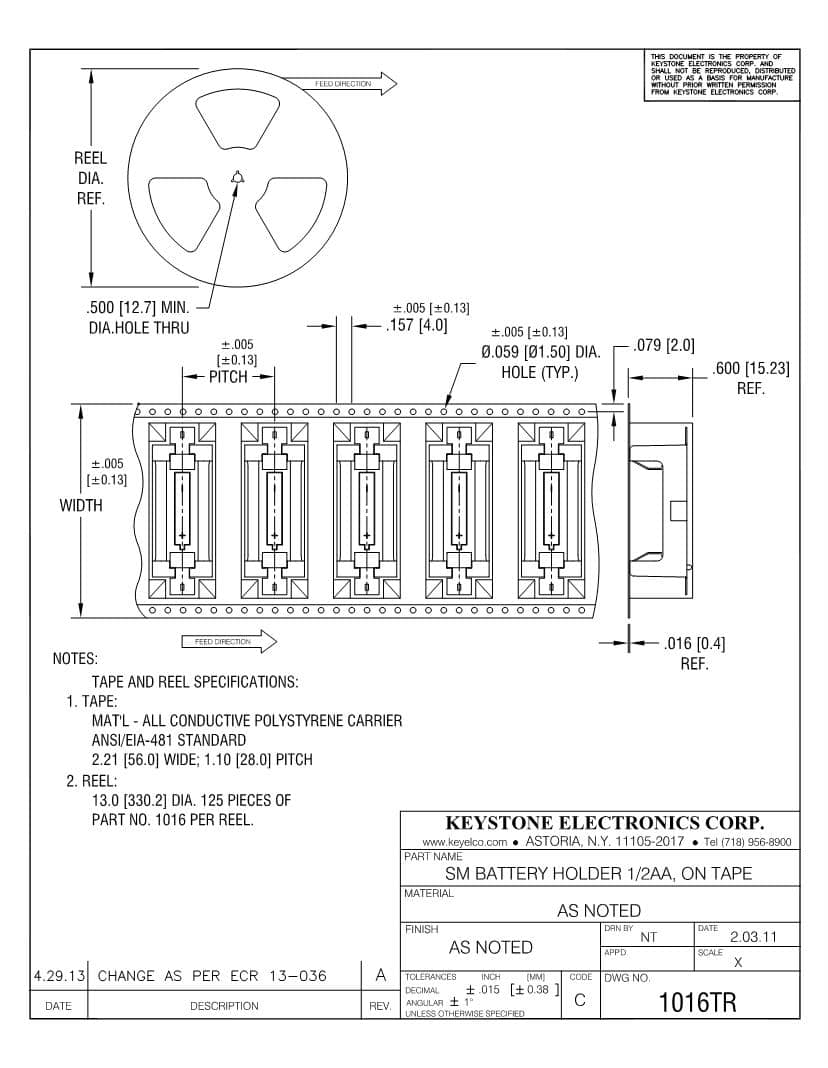 THIS DOCUMENT IS THE PROPERTY OF
KEYSTONE ELECTRONICS CORP. AND
SHALL NOT BE REPRODUCED, DISTRIBUTED
OR USED AS A BASIS FOR MANUFACTURE
WITHOUT PRIOR WRITTEN PERMISSION
FROM KEYSTONE ELECTRONICS CORP.
FEED DIRECTION
REEL
DIA.
REF.
.500 [12.7] MIN.
DIA.HOLE THRU
±.005
[±0.13]
PITCH
±.005 [±0.13]
.157 [4.0]
±.005 [±0.13]
Ø.059 [Ø1.50] DIA.
HOLE (TYP.)
.079 [2.0]
.600 [15.23]
REF.
±.005
[±0.13]
WIDTH
+ + + + +
FEED DIRECTION
.016 [0.4]
REF.
NOTES:
TAPE AND REEL SPECIFICATIONS:
1. TAPE:
MAT'L - ALL CONDUCTIVE POLYSTYRENE CARRIER
ANSI/EIA-481 STANDARD
2.21 [56.0] WIDE; 1.10 [28.0] PITCH
2. REEL:
13.0 [330.2] DIA. 125 PIECES OF
PART NO. 1016 PER REEL.
KEYSTONE ELECTRONICS CORP.
www.keyelco.com ● ASTORIA, N.Y. 11105-2017 ● Tel (718) 956-8900
PART NAME
SM BATTERY HOLDER 1/2AA, ON TAPE
MATERIAL
AS NOTED
FINISH
AS NOTED
DRN BY
NT
DATE
2.03.11
APP'D
SCALE
X
TOLERANCES INCH [MM]
DECIMAL ± .015 [± 0.38 ]
ANGULAR ± 1°
UNLESS OTHERWISE SPECIFIED
CODE
C
DWG NO.
1016TR
4.29.13 CHANGE AS PER ECR 13-036 A
DATE DESCRIPTION REV.